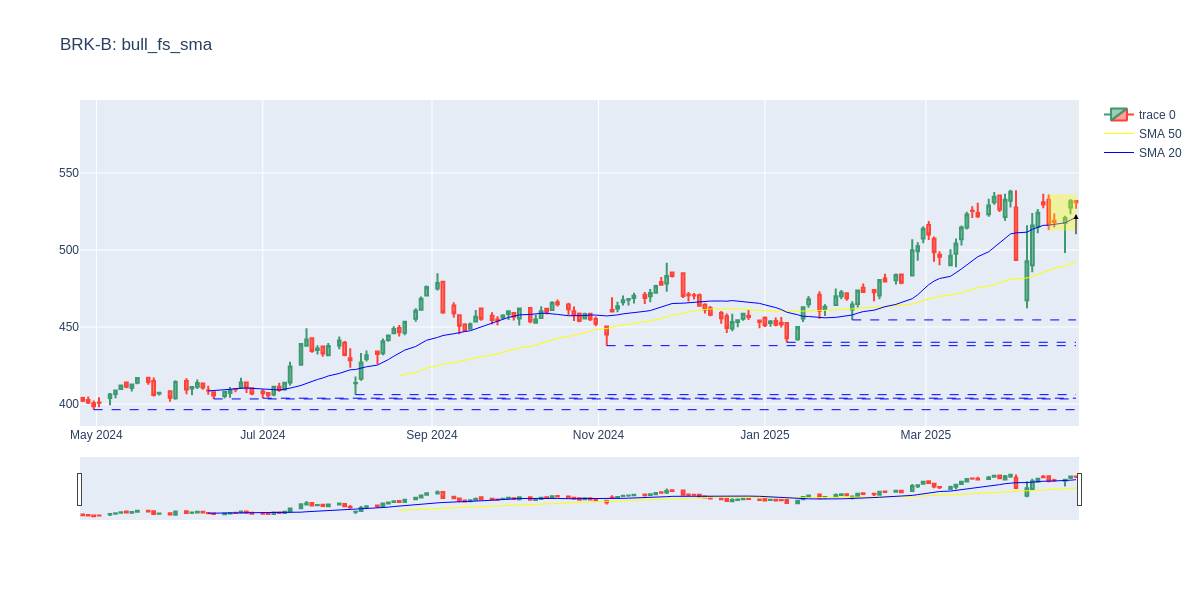 BRK-B: bull_fs_sma
trace 0
SMA 50
SMA 20
550
500
450
400
May 2024
Jul 2024
Sep 2024
Nov 2024
Jan 2025
Mar 2025